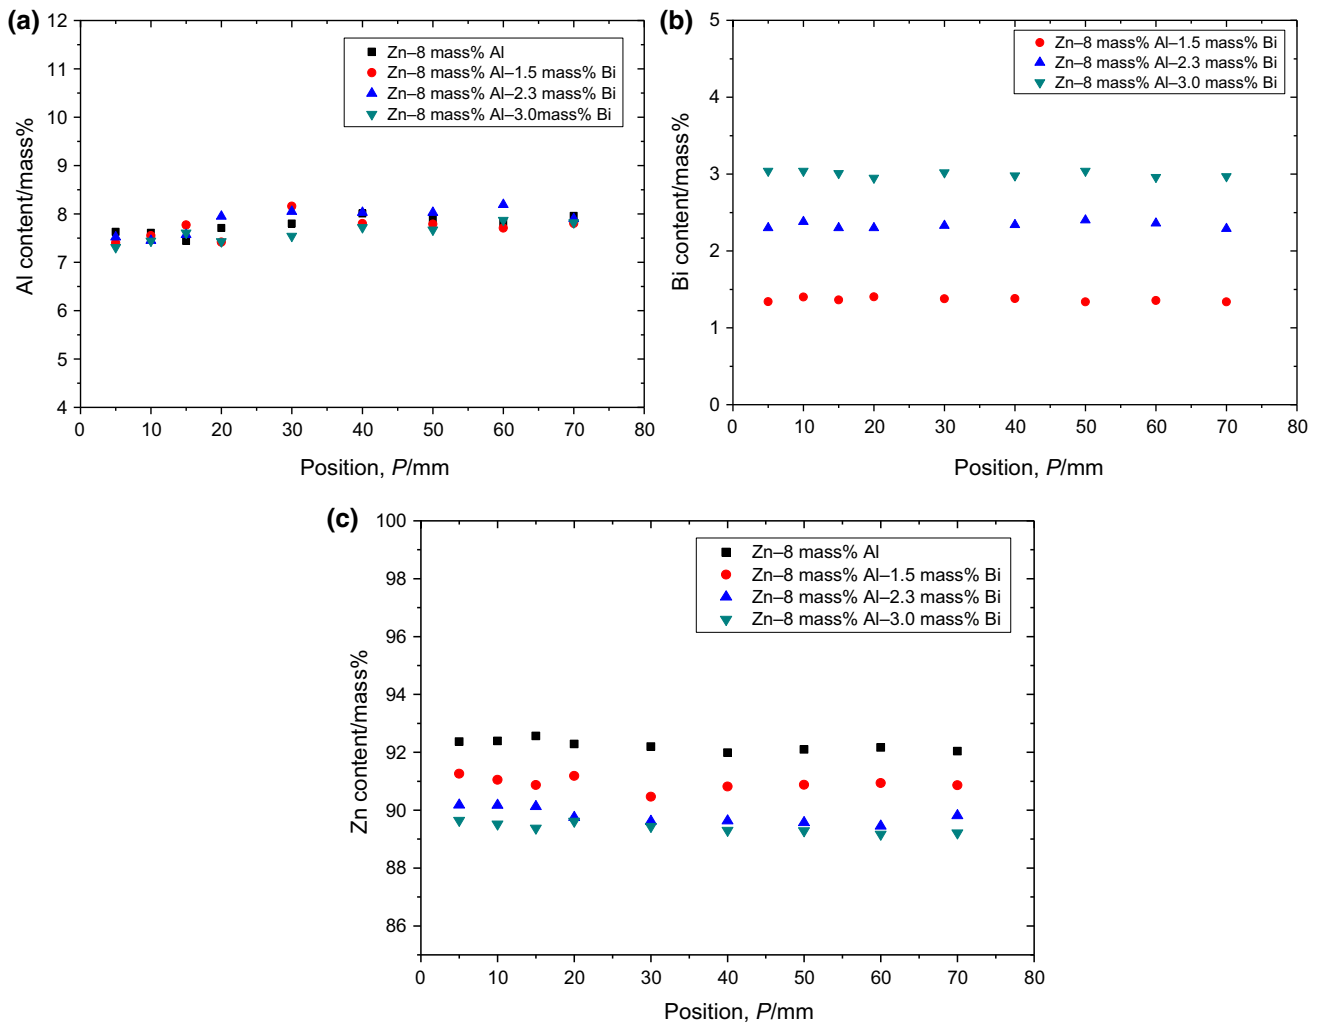 (a)
12
11
10
9
8
7
6
5
4
Al content/mass%
Zn–8 mass% Al
Zn–8 mass% Al–1.5 mass% Bi
Zn–8 mass% Al–2.3 mass% Bi
Zn–8 mass% Al–3.0mass% Bi
0 10 20 30 40 50 60 70 80
Position, P/mm
(b)
5
4
3
2
1
0
Bi content/mass%
Zn–8 mass% Al–1.5 mass% Bi
Zn–8 mass% Al–2.3 mass% Bi
Zn–8 mass% Al–3.0 mass% Bi
0 10 20 30 40 50 60 70 80
Position, P/mm
(c)
100
98
96
94
92
90
88
86
Zn content/mass%
Zn–8 mass% Al
Zn–8 mass% Al–1.5 mass% Bi
Zn–8 mass% Al–2.3 mass% Bi
Zn–8 mass% Al–3.0 mass% Bi
0 10 20 30 40 50 60 70 80
Position, P/mm